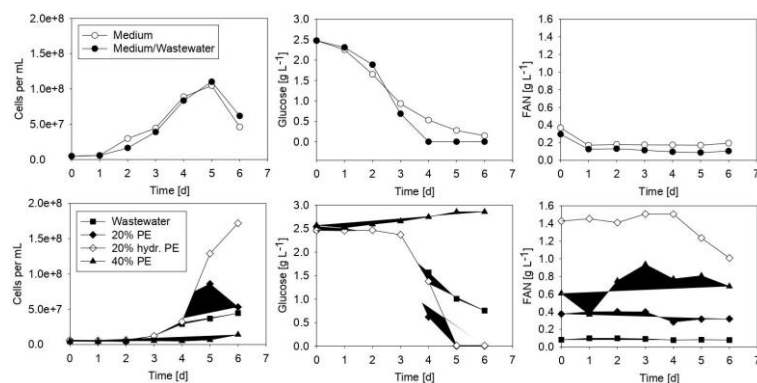 2.0e+8
1.5e+8
1.0e+8
5.0e+7
0.0
Cells per mL
Medium
Medium/Wastewater
0 1 2 3 4 5 6 7
Time [d]
3.0
2.5
2.0
1.5
1.0
0.5
0.0
Glucose [g L-1]
0 1 2 3 4 5 6 7
Time [d]
1.6
1.4
1.2
1.0
0.8
0.6
0.4
0.2
0.0
FAN [g L-1]
0 1 2 3 4 5 6 7
Time [d]
2.0e+8
1.5e+8
1.0e+8
5.0e+7
0.0
Cells per mL
Wastewater
20% PE
20% hydr. PE
40% PE
0 1 2 3 4 5 6 7
Time [d]
3.0
2.5
2.0
1.5
1.0
0.5
0.0
Glucose [g L-1]
0 1 2 3 4 5 6 7
Time [d]
1.6
1.4
1.2
1.0
0.8
0.6
0.4
0.2
0.0
FAN [g L-1]
0 1 2 3 4 5 6 7
Time [d]